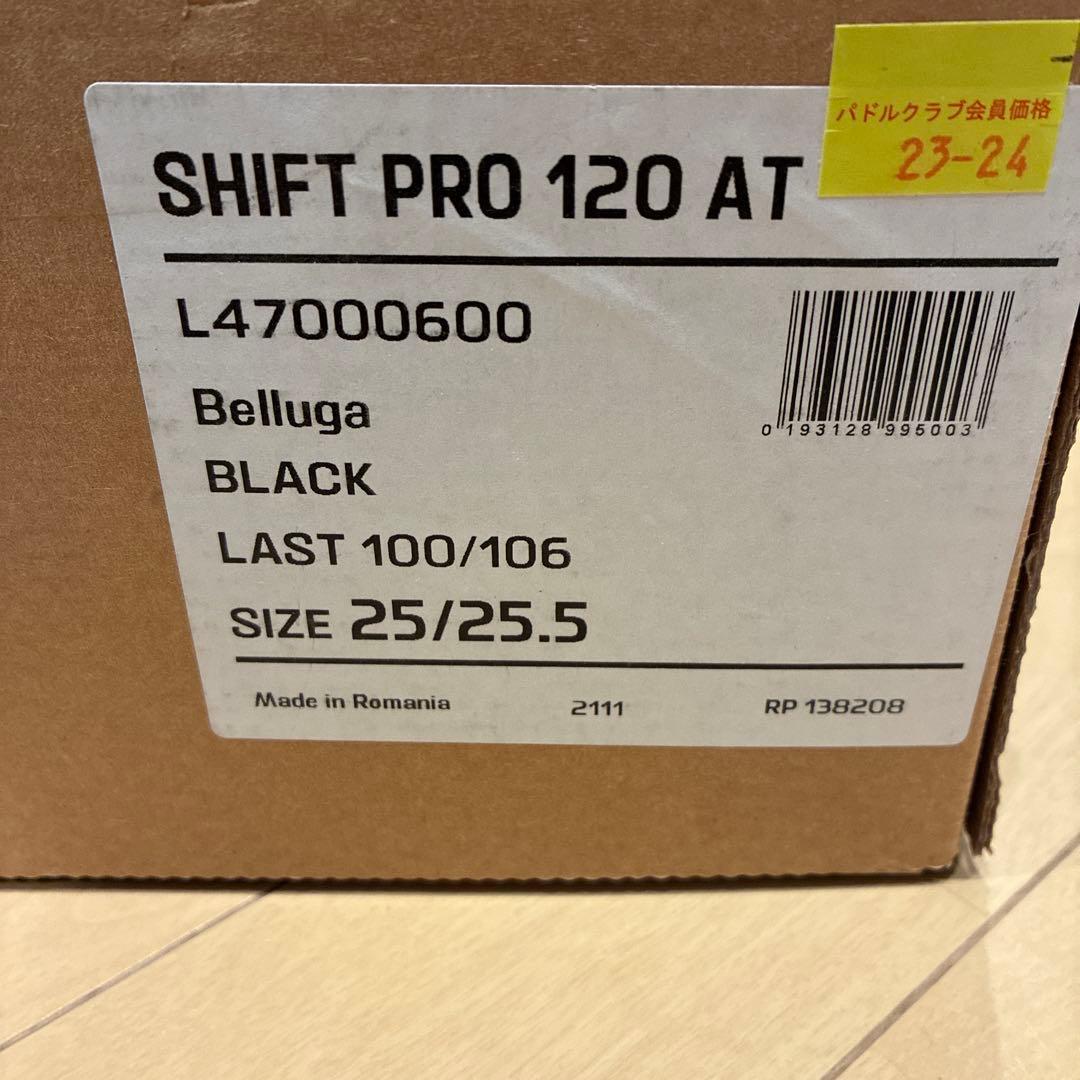 パドルクラブ会員価格
23-24
SHIFT PRO 120 AT
L47000600
0 193128 995003
Belluga
BLACK
LAST 100/106
SIZE 25/25.5
Made in Romania 2111 RP 138208